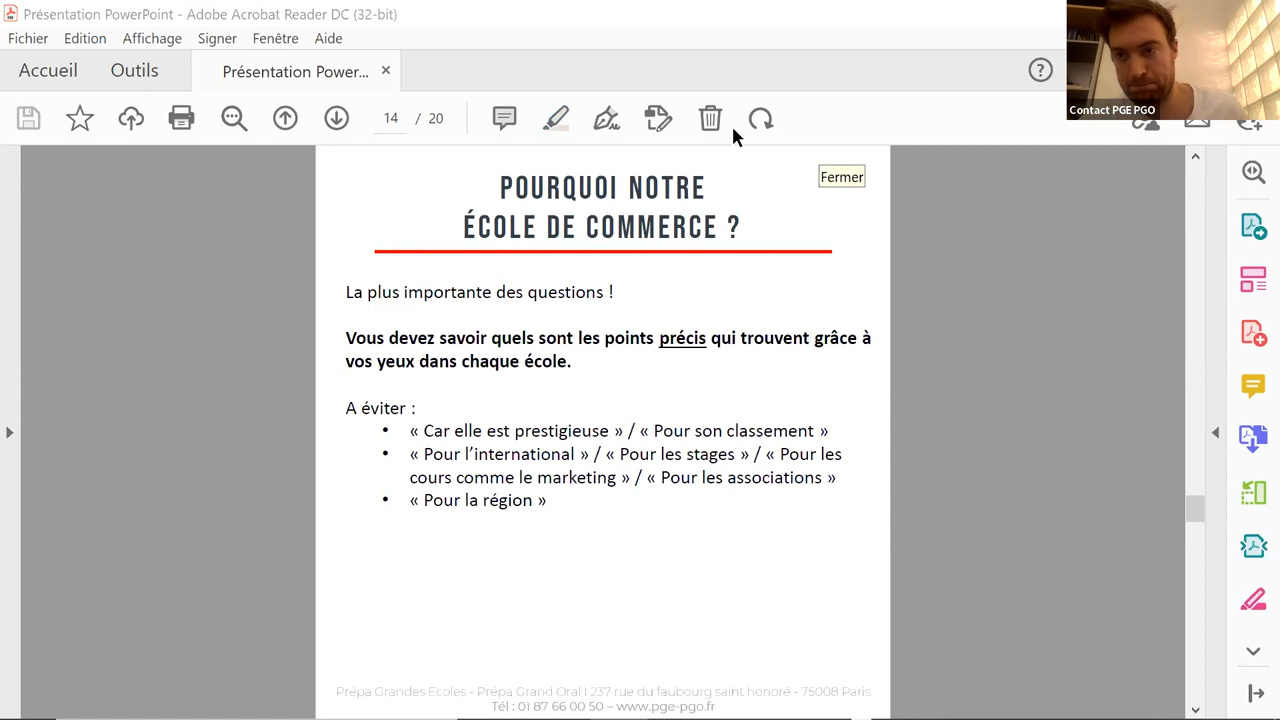 Présentation PowerPoint - Adobe Acrobat Reader DC (32-bit)
Fichier Edition Affichage Signer Fenêtre Aide
Accueil Outils Présentation Power... ×
Contact PGE PGO
14 / 20
Fermer
POURQUOI NOTRE
ÉCOLE DE COMMERCE ?
La plus importante des questions !
Vous devez savoir quels sont les points précis qui trouvent grâce à
vos yeux dans chaque école.
A éviter :
• « Car elle est prestigieuse » / « Pour son classement »
• « Pour l’international » / « Pour les stages » / « Pour les
cours comme le marketing » / « Pour les associations »
• « Pour la région »
Prépa Grandes Ecoles - Prépa Grand Oral I 237 rue du faubourg saint honoré - 75008 Paris
Tél : 01 87 66 00 50 – www.pge-pgo.fr